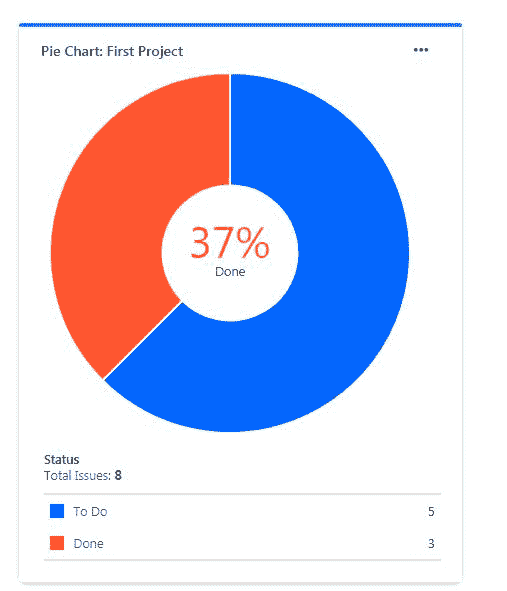 Pie Chart: First Project
37%
Done
Status
Total Issues: 8
To Do 5
Done 3